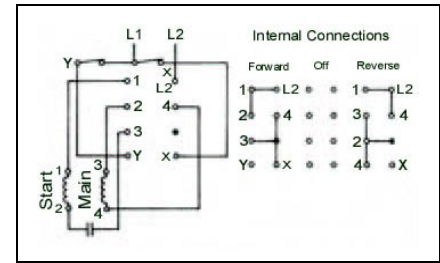 L1 L2
Internal Connections
Y X
Forward Off Reverse
1 L2
2 4
3
Y X
1 L2
2 4
3
Y X
1 L2
3 4
2
4 X
Start 1 2
Main 3 4